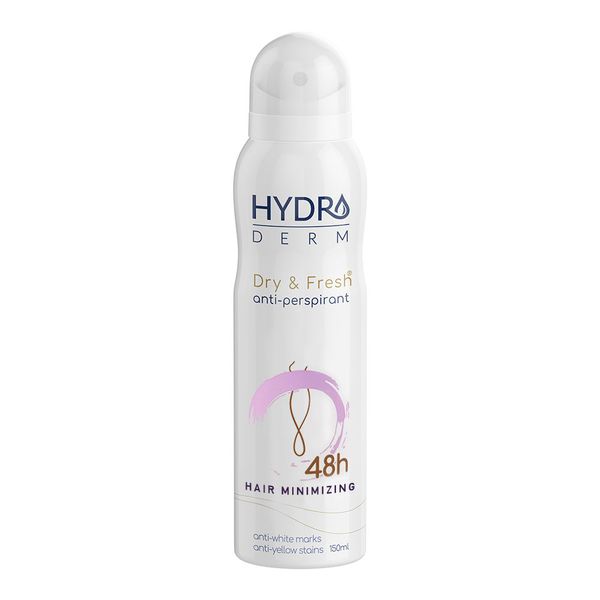 HYDRO
DERM
Dry & Fresh®
anti-perspirant
48h
HAIR MINIMIZING
anti-white marks
anti-yellow stains 150ml